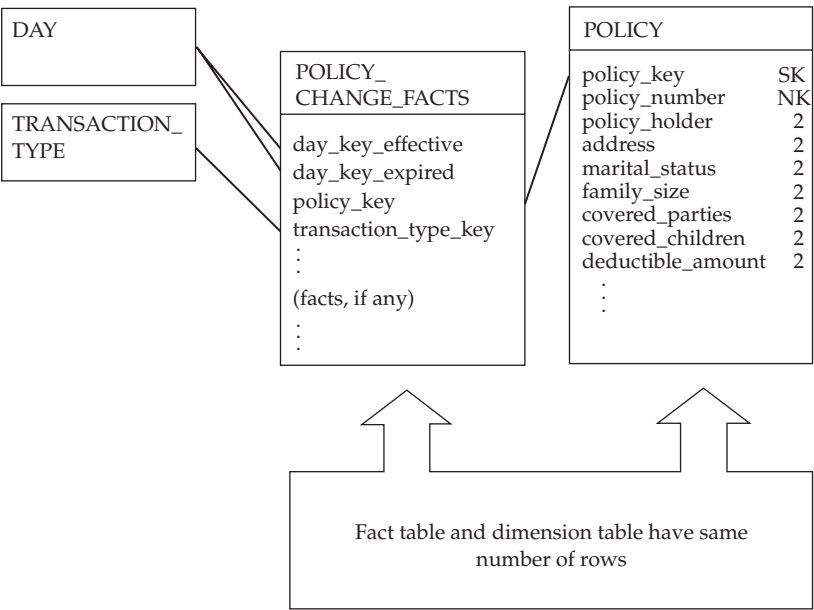 DAY
TRANSACTION_
TYPE
POLICY_
CHANGE_FACTS
day_key_effective
day_key_expired
policy_key
transaction_type_key
.
.
.
(facts, if any)
.
.
.
POLICY
policy_key SK
policy_number NK
policy_holder 2
address 2
marital_status 2
family_size 2
covered_parties 2
covered_children 2
deductible_amount 2
.
.
.
Fact table and dimension table have same
number of rows